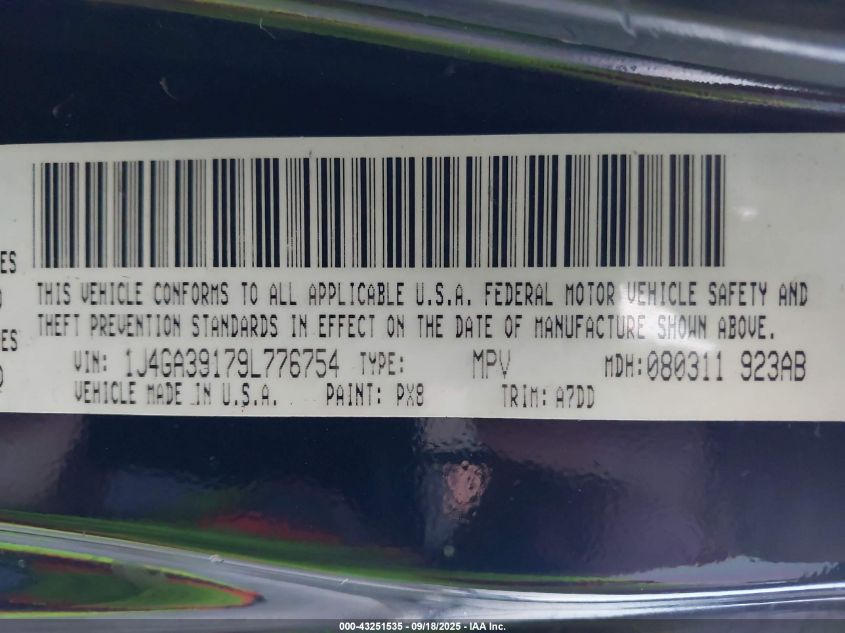 ES
THIS VEHICLE CONFORMS TO ALL APPLICABLE U.S.A. FEDERAL MOTOR VEHICLE SAFETY AND
THEFT PREVENTION STANDARDS IN EFFECT ON THE DATE OF MANUFACTURE SHOWN ABOVE.
ES
VIN: 1J4GA39179L776754 TYPE: MPV MDH:080311 923AB
VEHICLE MADE IN U.S.A. PAINT: PX8 TRIM: A7DD
000-43251535 - 09/18/2025 - IAA Inc.